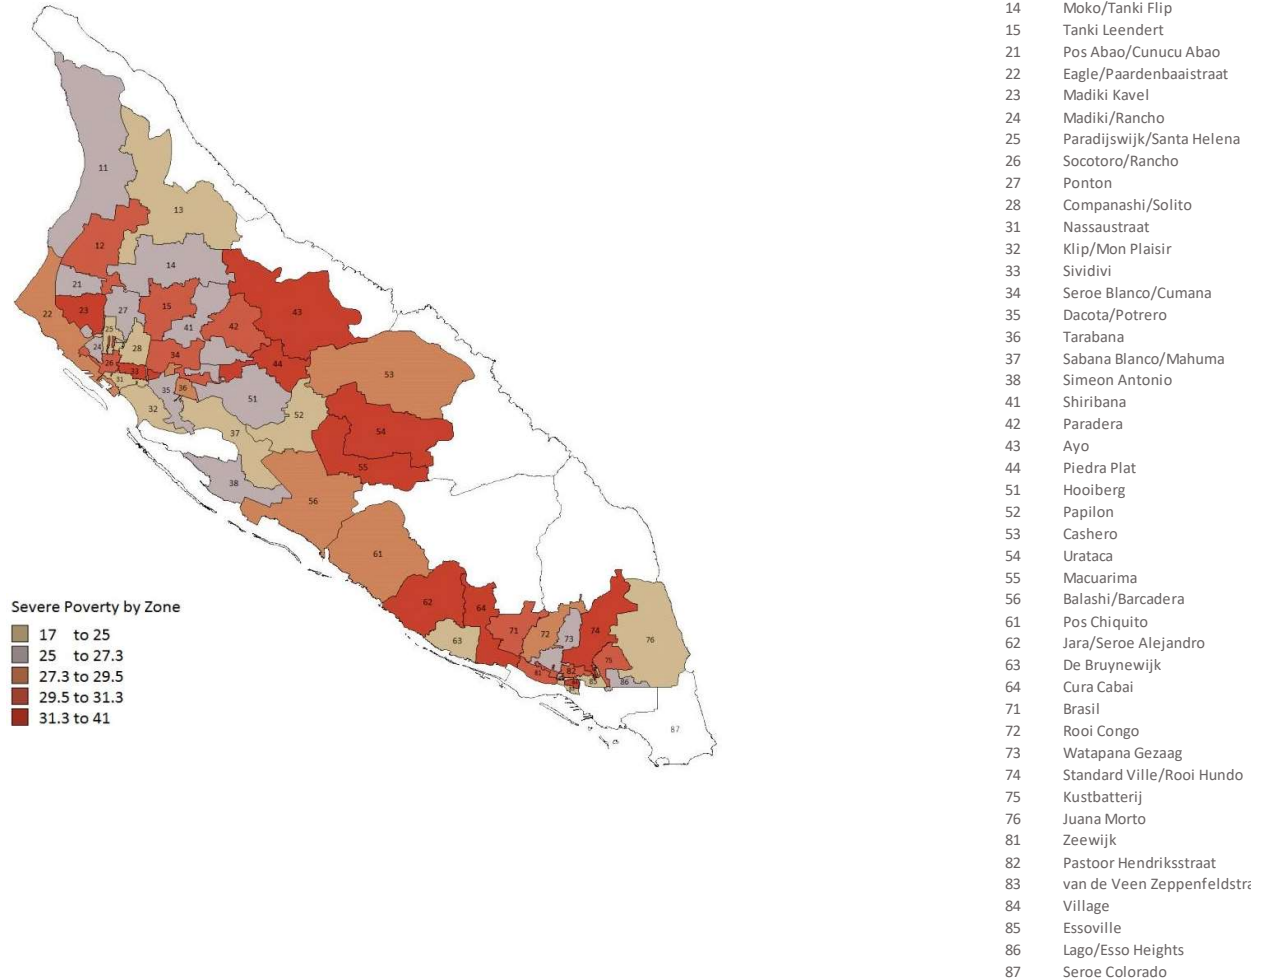 14 Moko/Tanki Flip
15 Tanki Leendert
21 Pos Abao/Cunucu Abao
22 Eagle/Paardenbaaistraat
23 Madiki Kavel
24 Madiki/Rancho
25 Paradijswijk/Santa Helena
26 Socotoro/Rancho
27 Ponton
28 Companashi/Solito
31 Nassaustraat
32 Klip/Mon Plaisir
33 Sividivi
34 Seroe Blanco/Cumana
35 Dacota/Potrero
36 Tarabana
37 Sabana Blanco/Mahuma
38 Simeon Antonio
41 Shiribana
42 Paradera
43 Ayo
44 Piedra Plat
51 Hooiberg
52 Papilon
53 Cashero
54 Urataca
55 Macuarima
56 Balashi/Barcadera
61 Pos Chiquito
62 Jara/Seroe Alejandro
63 De Bruynewijk
64 Cura Cabai
71 Brasil
72 Rooi Congo
73 Watapana Gezaag
74 Standard Ville/Rooi Hundo
75 Kustbatterij
76 Juana Morto
81 Zeewijk
82 Pastoor Hendriksstraat
83 van de Veen Zeppenfeldstra
84 Village
85 Essoville
86 Lago/Esso Heights
87 Seroe Colorado
11
13
12
14
21
22
23
27
15
41
42
43
25
24
28
26
34
33
44
31
35
36
51
53
32
52
37
54
55
38
56
61
62
64
63
71
72
73
74
76
75
81
82
85
86
87
Severe Poverty by Zone
17 to 25
25 to 27.3
27.3 to 29.5
29.5 to 31.3
31.3 to 41